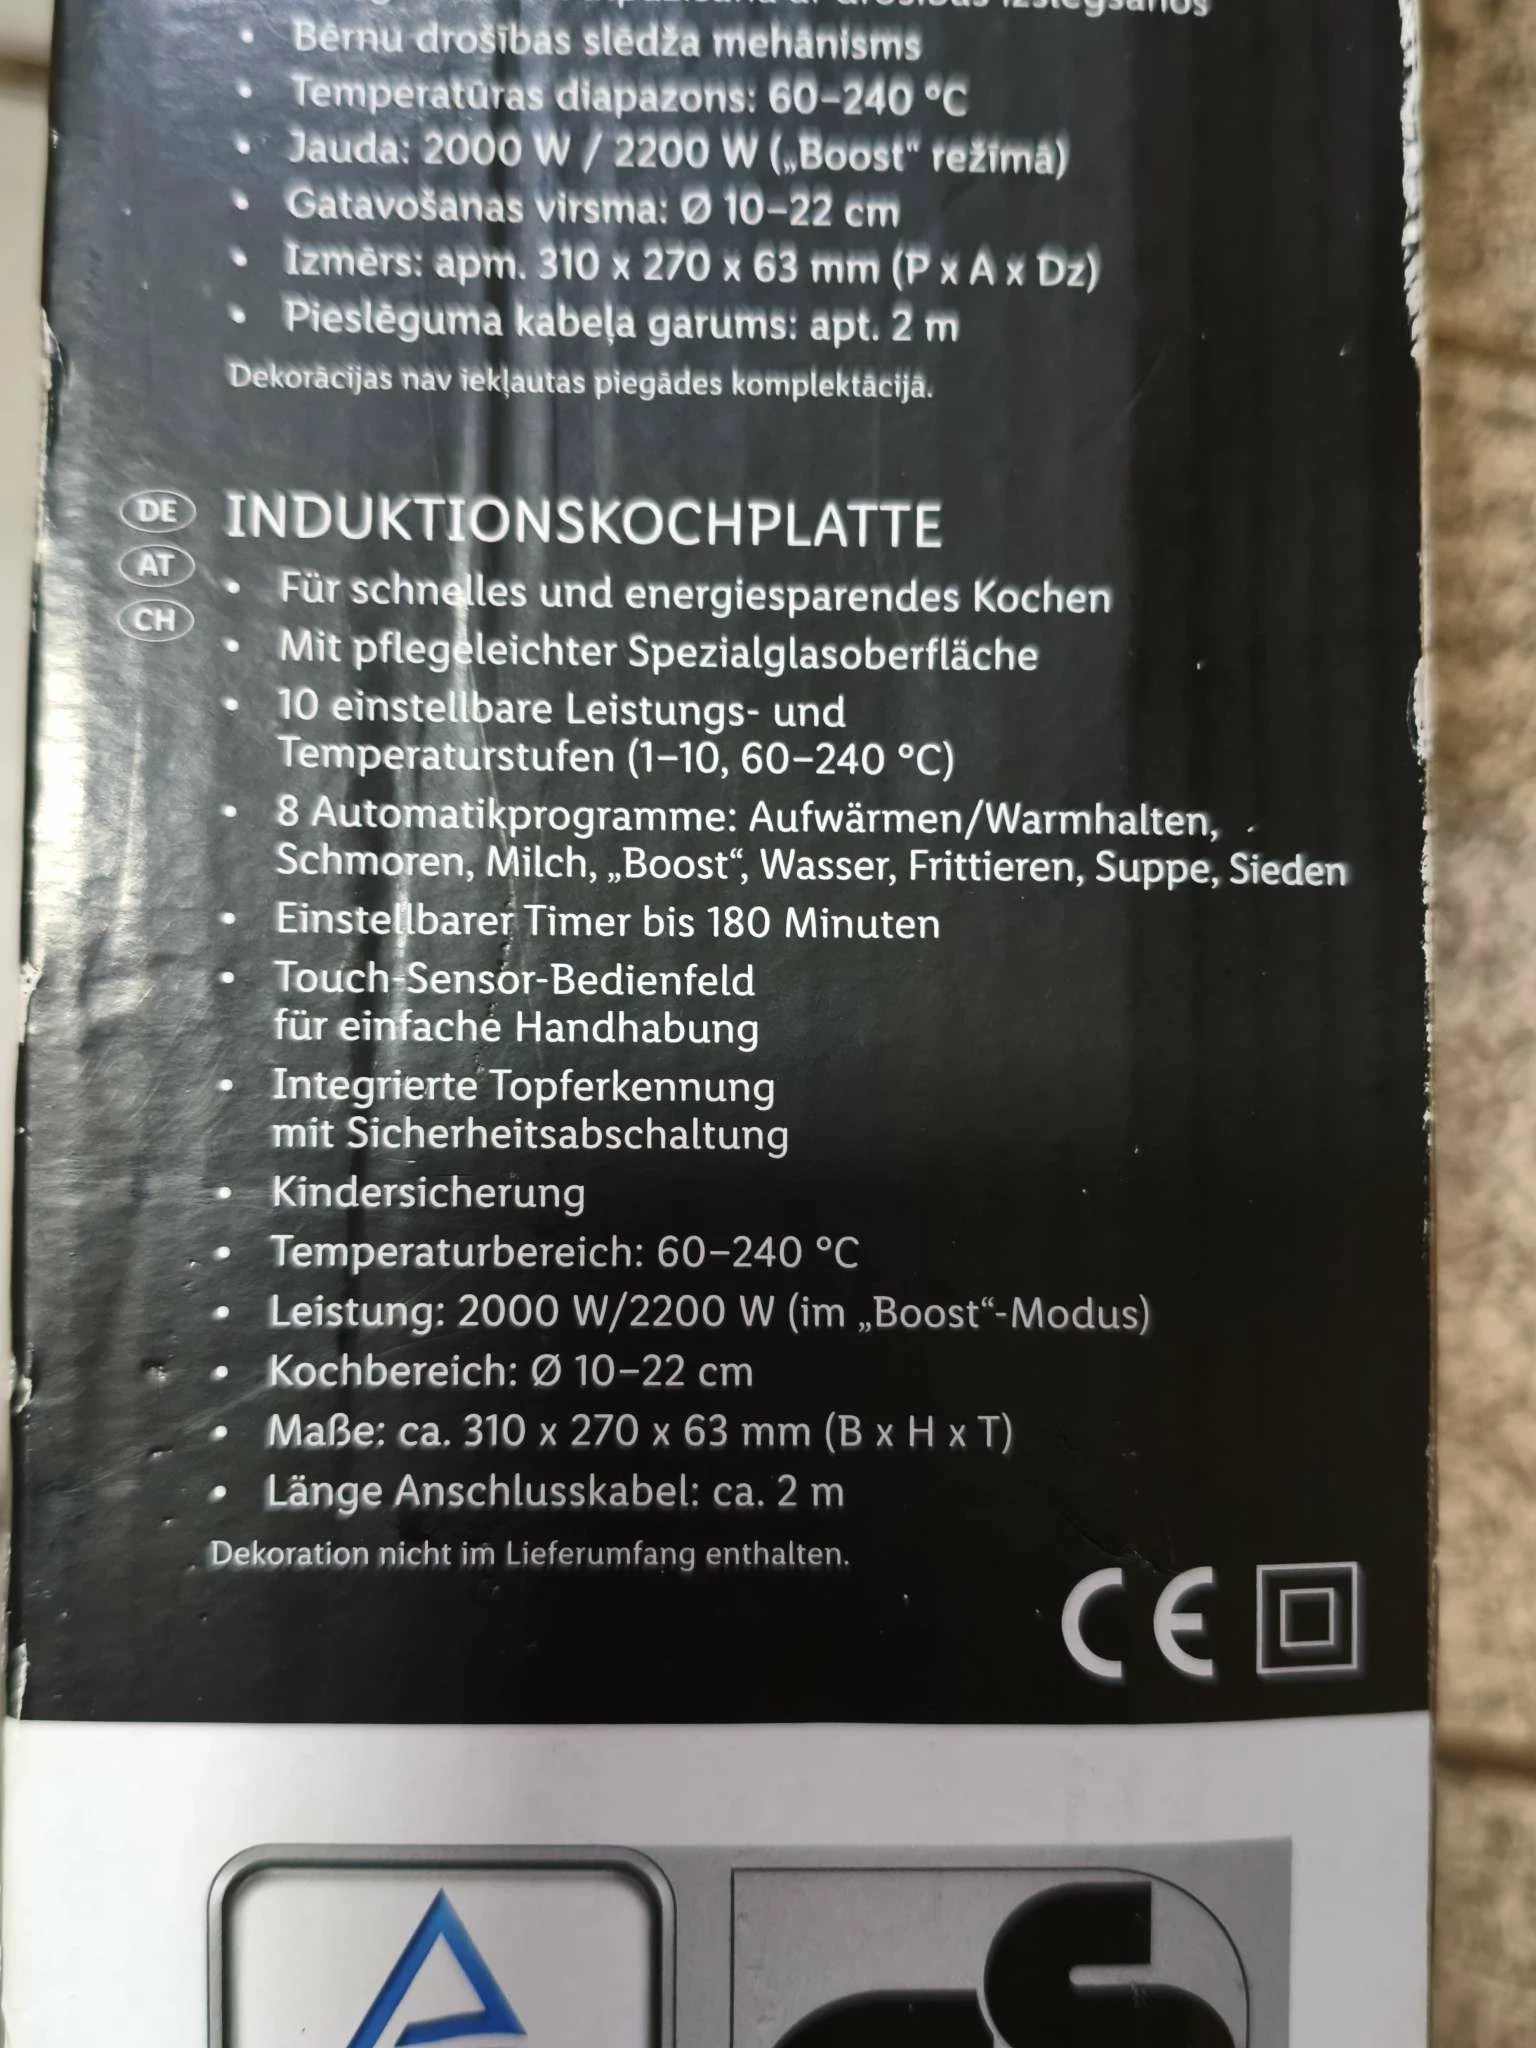 • Bērnu drošības slēdža mehānisms
• Temperatūras diapazons: 60–240 °C
• Jauda: 2000 W / 2200 W („Boost“ režīmā)
• Gatavošanas virsma: Ø 10–22 cm
• Izmērs: apm. 310 x 270 x 63 mm (P x A x Dz)
• Pieslēguma kabeļa garums: apt. 2 m
Dekorācijas nav iekļautas piegādes komplektācijā.
DE
AT
CH
INDUKTIONSKOCHPLATTE
• Für schnelles und energiesparendes Kochen
• Mit pflegeleichter Spezialglasoberfläche
• 10 einstellbare Leistungs- und
Temperaturstufen (1–10, 60–240 °C)
• 8 Automatikprogramme: Aufwärmen/Warmhalten,
Schmoren, Milch, „Boost“, Wasser, Frittieren, Suppe, Sieden
• Einstellbarer Timer bis 180 Minuten
• Touch-Sensor-Bedienfeld
für einfache Handhabung
• Integrierte Topferkennung
mit Sicherheitsabschaltung
• Kindersicherung
• Temperaturbereich: 60–240 °C
• Leistung: 2000 W/2200 W (im „Boost“-Modus)
• Kochbereich: Ø 10–22 cm
• Maße: ca. 310 x 270 x 63 mm (B x H x T)
• Länge Anschlusskabel: ca. 2 m
Dekoration nicht im Lieferumfang enthalten.
CE